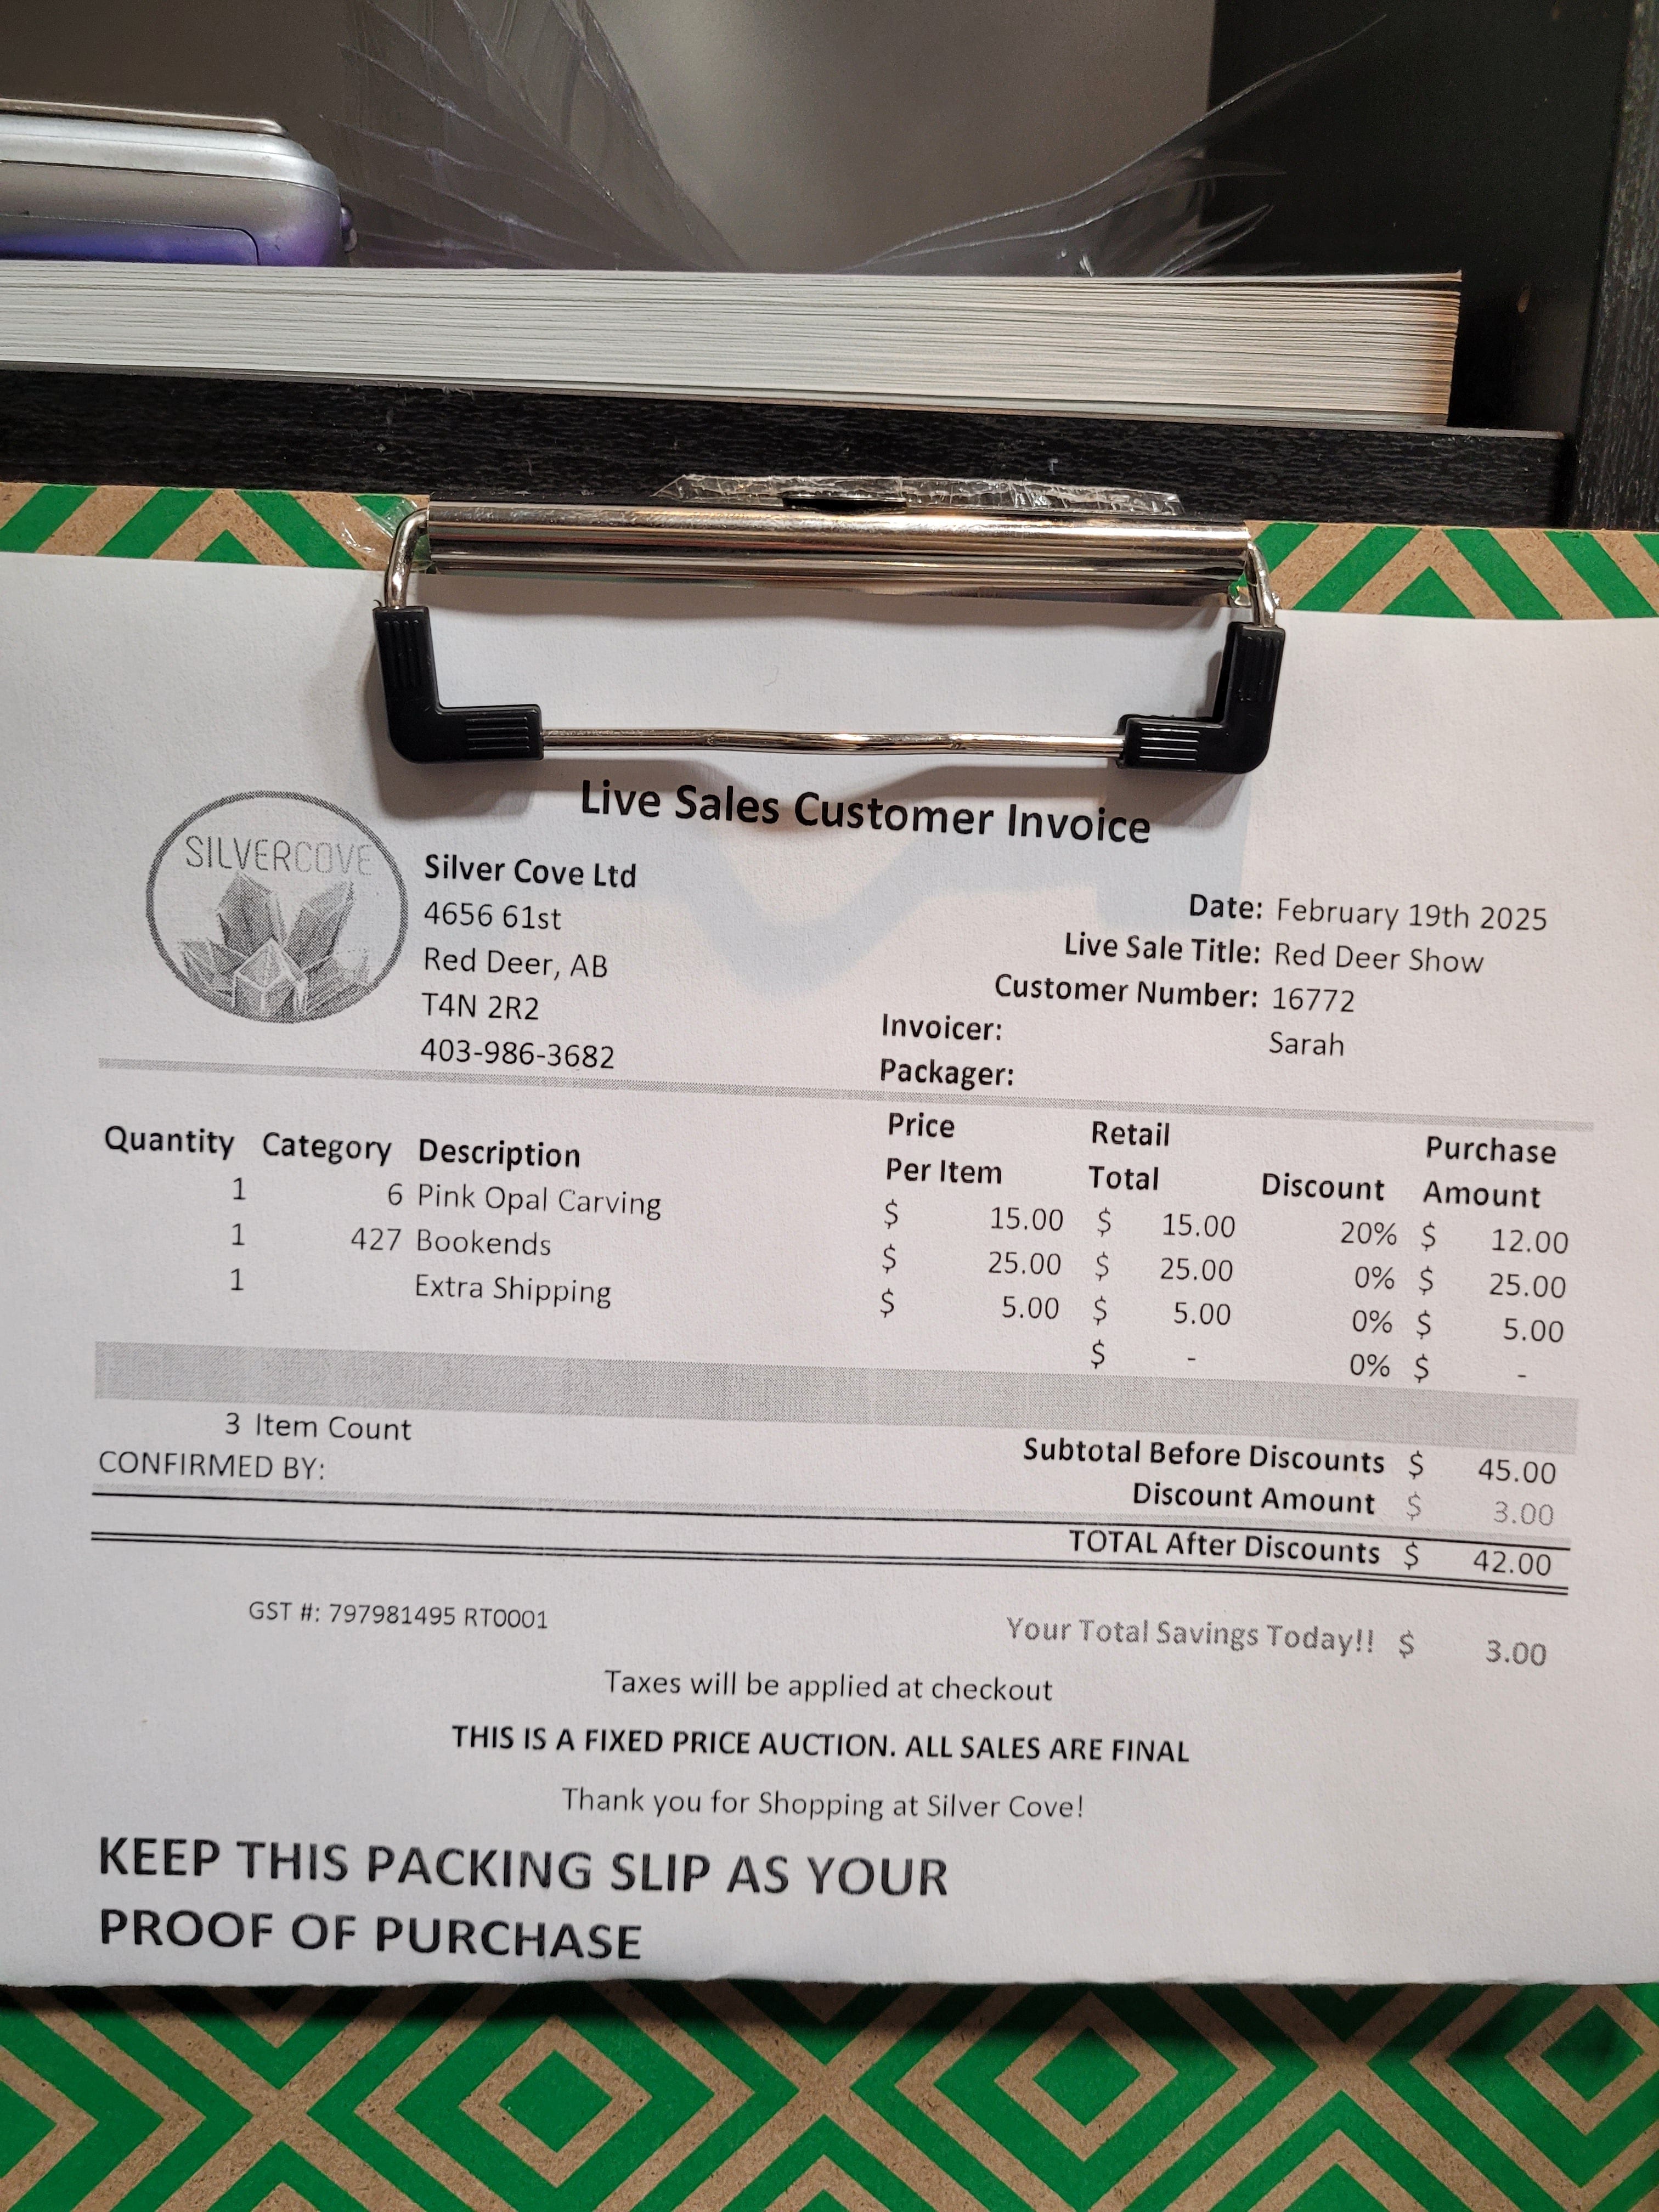 Live Sales Customer Invoice
SILVERCOVE
Silver Cove Ltd
4656 61st
Red Deer, AB
T4N 2R2
403-986-3682
Date: February 19th 2025
Live Sale Title: Red Deer Show
Customer Number: 16772
Invoicer: Sarah
Packager:
Quantity Category Description Price Per Item Retail Total Discount Purchase Amount
1 6 Pink Opal Carving $ 15.00 $ 15.00 20% $ 12.00
1 427 Bookends $ 25.00 $ 25.00 0% $ 25.00
1 Extra Shipping $ 5.00 $ 5.00 0% $ 5.00
$ - 0% $ -
3 Item Count
CONFIRMED BY:
Subtotal Before Discounts $ 45.00
Discount Amount $ 3.00
TOTAL After Discounts $ 42.00
GST #: 797981495 RT0001
Your Total Savings Today!! $ 3.00
Taxes will be applied at checkout
THIS IS A FIXED PRICE AUCTION. ALL SALES ARE FINAL
Thank you for Shopping at Silver Cove!
KEEP THIS PACKING SLIP AS YOUR
PROOF OF PURCHASE